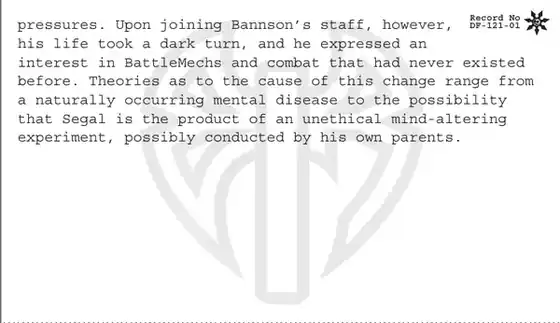 pressures. Upon joining Bannson's staff, however,
Record No
DF-121-01
his life took a dark turn, and he expressed an
interest in BattleMechs and combat that had never existed
before. Theories as to the cause of this change range from
a naturally occurring mental disease to the possibility
that Segal is the product of an unethical mind-altering
experiment, possibly conducted by his own parents.